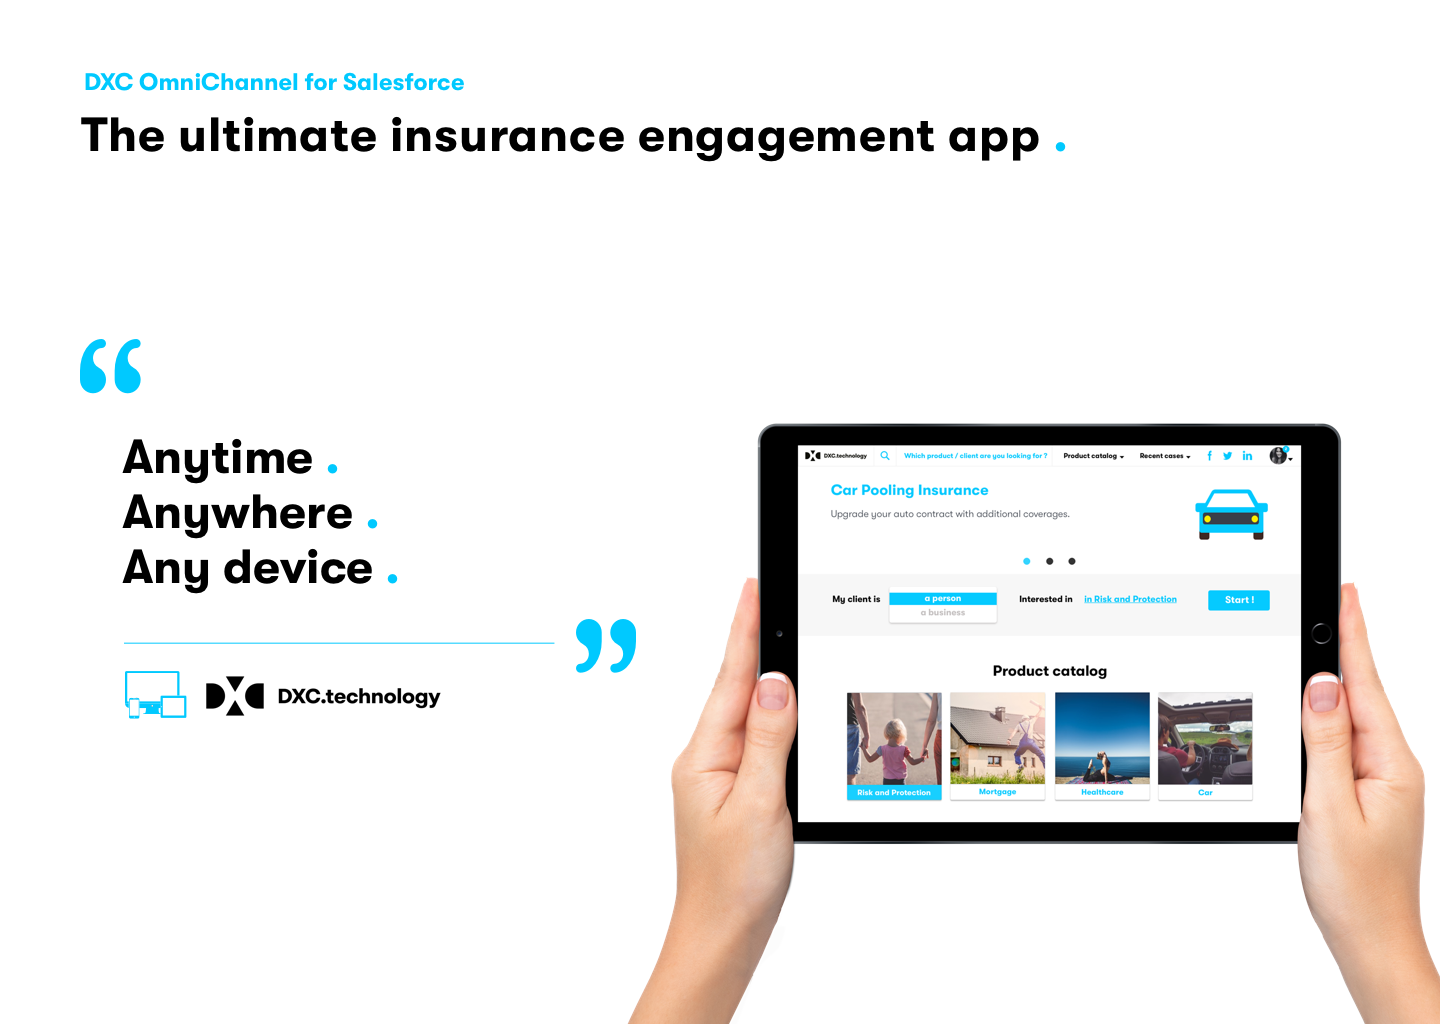 DXC OmniChannel for Salesforce
The ultimate insurance engagement app .
“
Anytime .
Anywhere .
Any device .
”
DXC.technology
DXC.technology Which product / client are you looking for ? Product catalog Recent cases
Car Pooling Insurance
Upgrade your auto contract with additional coverages.
My client is a person Interested in in Risk and Protection Start !
a business
Product catalog
Risk and Protection Mortgage Healthcare Car